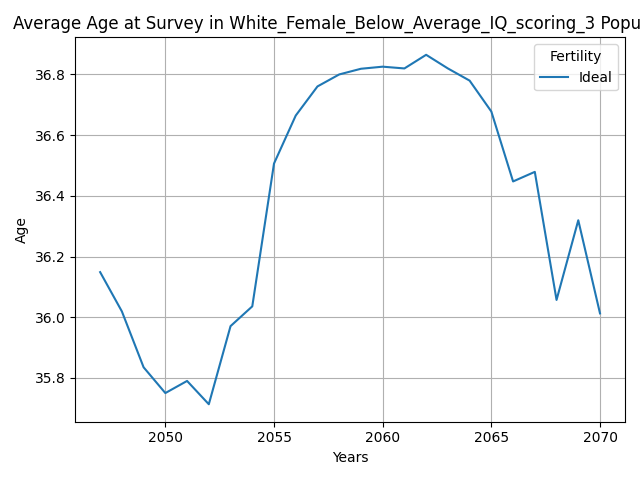 Average Age at Survey in White_Female_Below_Average_IQ_scoring_3 Popu
Fertility
Ideal
36.8
36.6
36.4
36.2
36.0
35.8
Age
2050 2055 2060 2065 2070
Years